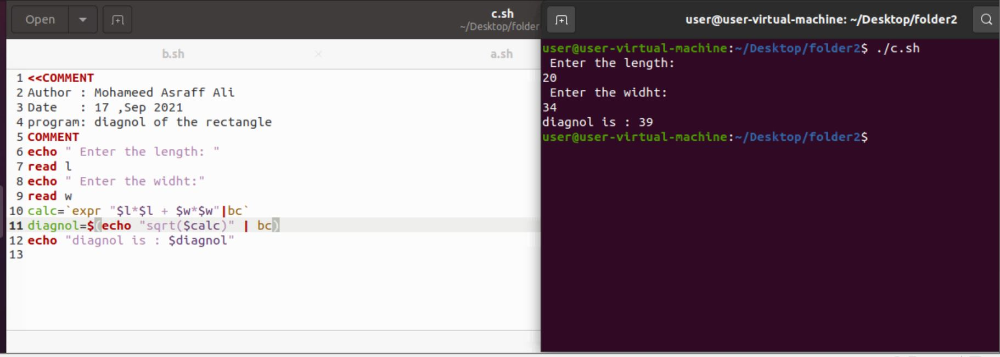 Open
c.sh
~/Desktop/folder
b.sh
a.sh
1 <<COMMENT
2 Author : Mohameed Asraff Ali
3 Date   : 17 ,Sep 2021
4 program: diagnol of the rectangle
5 COMMENT
6 echo " Enter the length: "
7 read l
8 echo " Enter the widht:"
9 read w
10 calc=`expr "$l*$l + $w*$w"|bc`
11 diagnol=$(echo "sqrt($calc)" | bc)
12 echo "diagnol is : $diagnol"
13
user@user-virtual-machine: ~/Desktop/folder2
user@user-virtual-machine:~/Desktop/folder2$ ./c.sh
 Enter the length:
20
 Enter the widht:
34
diagnol is : 39
user@user-virtual-machine:~/Desktop/folder2$